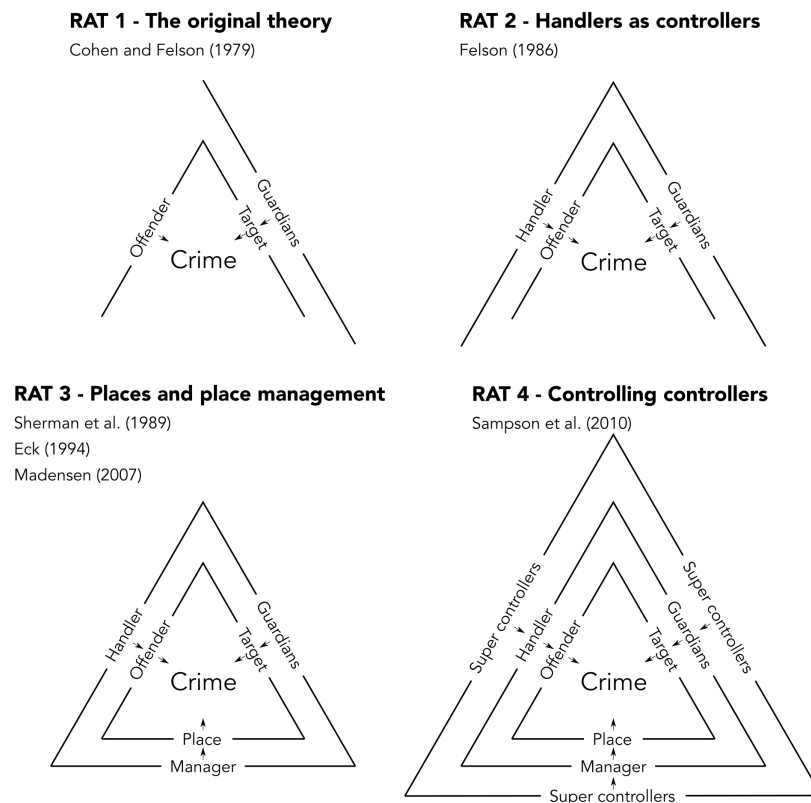 RAT 1 - The original theory
Cohen and Felson (1979)
Offender
Target
Guardians
Crime
RAT 2 - Handlers as controllers
Felson (1986)
Handler
Offender
Target
Guardians
Crime
RAT 3 - Places and place management
Sherman et al. (1989)
Eck (1994)
Madensen (2007)
Handler
Offender
Target
Guardians
Crime
Place
Manager
RAT 4 - Controlling controllers
Sampson et al. (2010)
Super controllers
Handler
Offender
Target
Guardians
Super controllers
Crime
Place
Manager
Super controllers